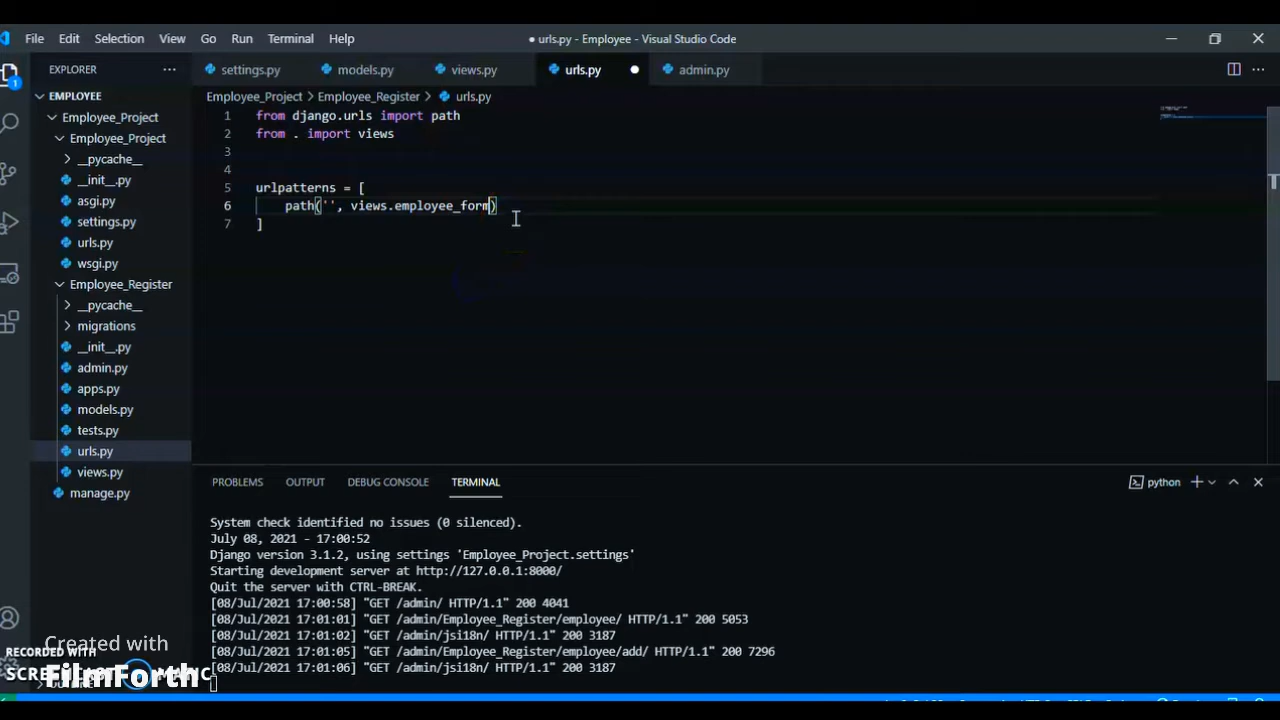 File Edit Selection View Go Run Terminal Help
● urls.py - Employee - Visual Studio Code
EXPLORER
settings.py models.py views.py urls.py admin.py
EMPLOYEE
Employee_Project
Employee_Project
__pycache__
__init__.py
asgi.py
settings.py
urls.py
wsgi.py
Employee_Register
__pycache__
migrations
__init__.py
admin.py
apps.py
models.py
tests.py
urls.py
views.py
manage.py
Employee_Project > Employee_Register > urls.py
1 from django.urls import path
2 from . import views
3
4
5 urlpatterns = [
6 path('', views.employee_form)
7 ]
PROBLEMS OUTPUT DEBUG CONSOLE TERMINAL
python
System check identified no issues (0 silenced).
July 08, 2021 - 17:00:52
Django version 3.1.2, using settings 'Employee_Project.settings'
Starting development server at http://127.0.0.1:8000/
Quit the server with CTRL-BREAK.
[08/Jul/2021 17:00:58] "GET /admin/ HTTP/1.1" 200 4041
[08/Jul/2021 17:01:01] "GET /admin/Employee_Register/employee/ HTTP/1.1" 200 5053
[08/Jul/2021 17:01:02] "GET /admin/jsi18n/ HTTP/1.1" 200 3187
[08/Jul/2021 17:01:05] "GET /admin/Employee_Register/employee/add/ HTTP/1.1" 200 7296
[08/Jul/2021 17:01:06] "GET /admin/jsi18n/ HTTP/1.1" 200 3187
1
Created with
RECORDED WITH
FilmForth